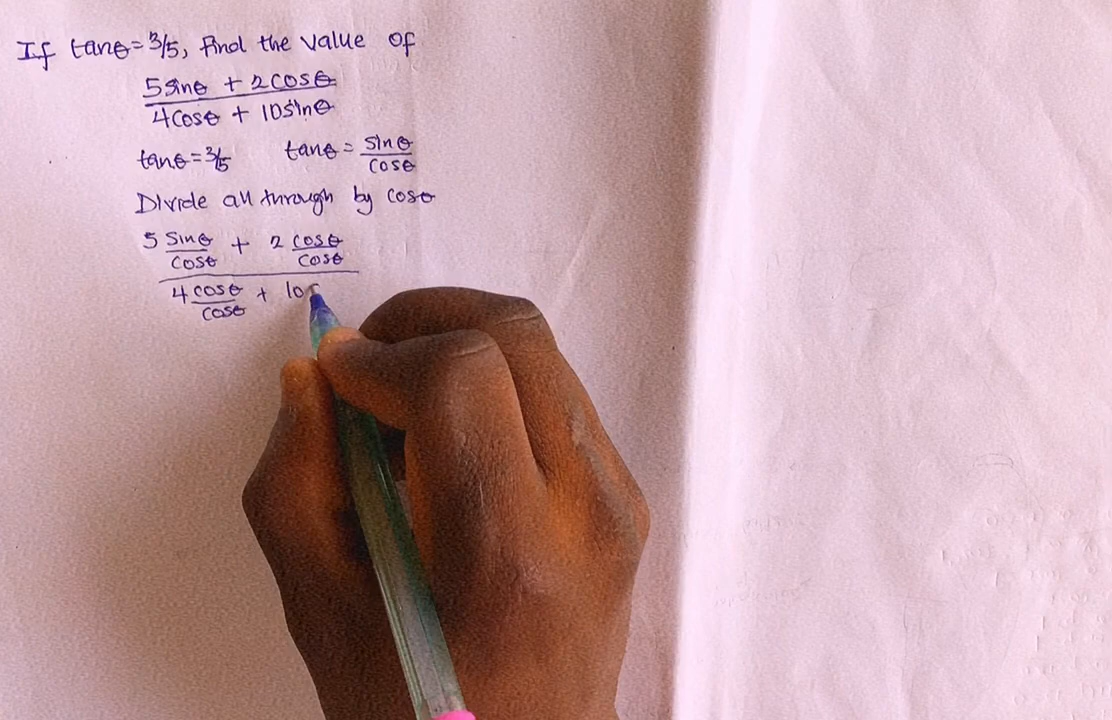 If tanθ = 3/5, find the value of
5sinθ + 2cosθ
4cosθ + 10sinθ
tanθ = 3/5 tanθ = sinθ/cosθ
Divide all through by cosθ
5 sinθ/cosθ + 2 cosθ/cosθ
4 cosθ/cosθ + 10